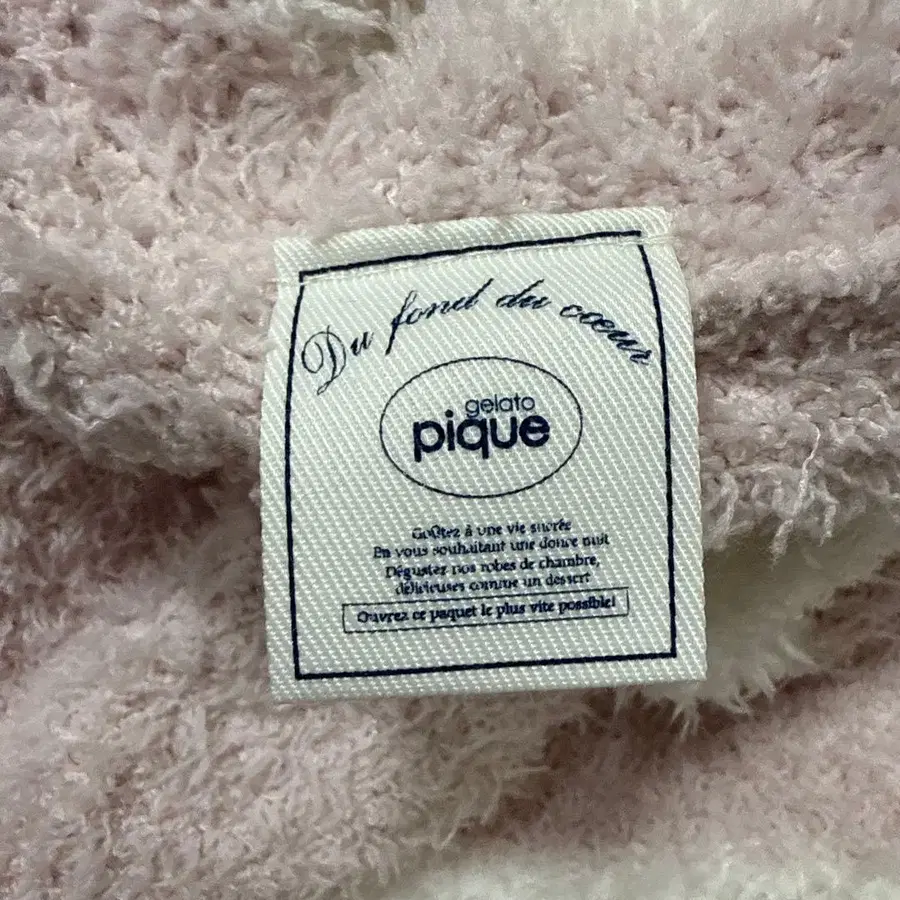 Du fond du cœur
gelato
pique
Goûtez à une vie sucrée
En vous souhaitant une douce nuit
Dégustez nos robes de chambre,
délicieuses comme un dessert
Ouvrez ce paquet le plus vite possible!